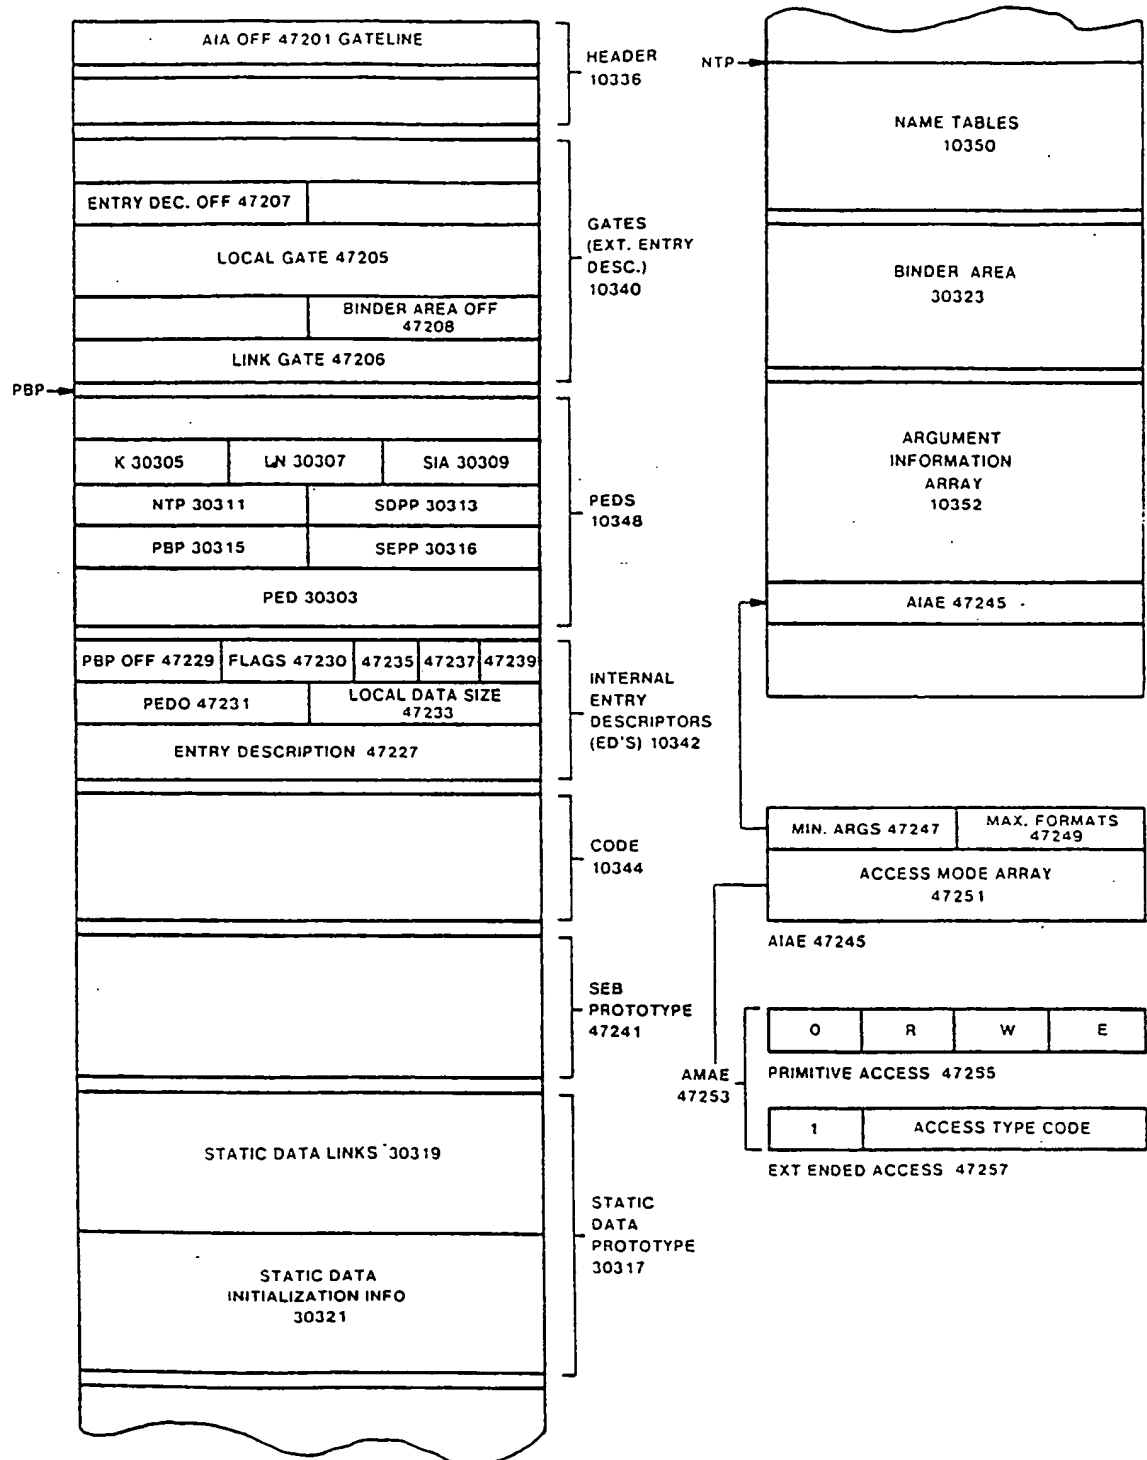 AIA OFF 47201 GATELINE
HEADER
10336
ENTRY DEC. OFF 47207
LOCAL GATE 47205
BINDER AREA OFF
47208
LINK GATE 47206
GATES
(EXT. ENTRY
DESC.)
10340
PBP
K 30305
LN 30307
SIA 30309
NTP 30311
SDPP 30313
PBP 30315
SEPP 30316
PED 30303
PEDS
10348
PBP OFF 47229
FLAGS 47230
47235
47237
47239
PEDO 47231
LOCAL DATA SIZE
47233
ENTRY DESCRIPTION 47227
INTERNAL
ENTRY
DESCRIPTORS
(ED'S) 10342
CODE
10344
SEB
PROTOTYPE
47241
STATIC DATA LINKS 30319
STATIC DATA
INITIALIZATION INFO
30321
STATIC
DATA
PROTOTYPE
30317
NTP
NAME TABLES
10350
BINDER AREA
30323
ARGUMENT
INFORMATION
ARRAY
10352
AIAE 47245
MIN. ARGS 47247
MAX. FORMATS
47249
ACCESS MODE ARRAY
47251
AIAE 47245
AMAE
47253
O R W E
PRIMITIVE ACCESS 47255
1 ACCESS TYPE CODE
EXT ENDED ACCESS 47257